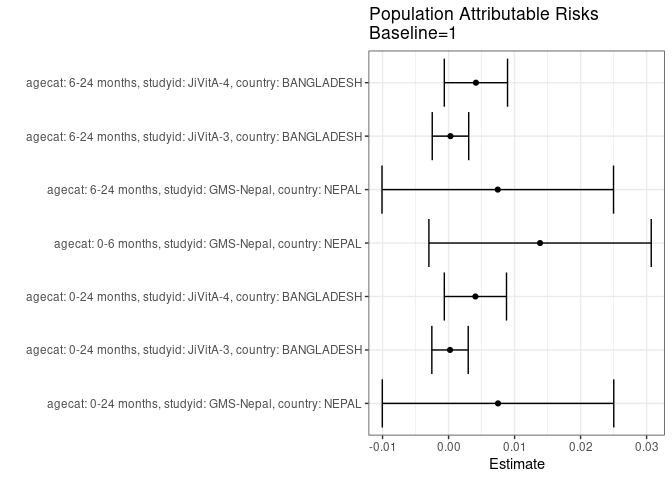 Population Attributable Risks
Baseline=1
agecat: 6-24 months, studyid: JiVitA-4, country: BANGLADESH
agecat: 6-24 months, studyid: JiVitA-3, country: BANGLADESH
agecat: 6-24 months, studyid: GMS-Nepal, country: NEPAL
agecat: 0-6 months, studyid: GMS-Nepal, country: NEPAL
agecat: 0-24 months, studyid: JiVitA-4, country: BANGLADESH
agecat: 0-24 months, studyid: JiVitA-3, country: BANGLADESH
agecat: 0-24 months, studyid: GMS-Nepal, country: NEPAL
-0.01 0.00 0.01 0.02 0.03
Estimate